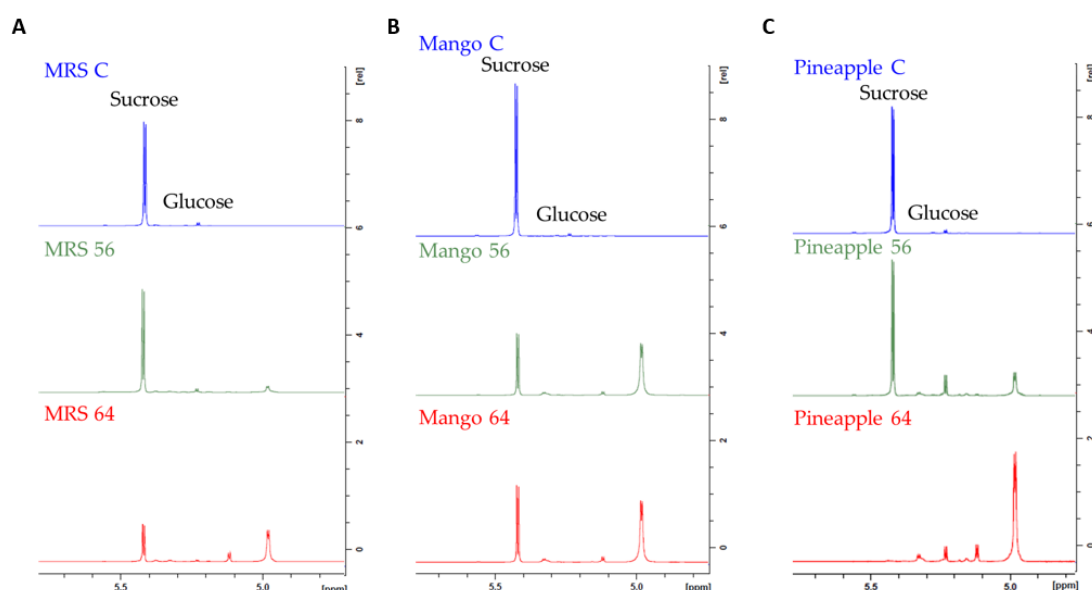 A
MRS C
Sucrose
Glucose
MRS 56
MRS 64
[rel]
8
6
4
2
0
5.5
5.0
[ppm]
B
Mango C
Sucrose
Glucose
Mango 56
Mango 64
[rel]
8
6
4
2
0
5.5
5.0
[ppm]
C
Pineapple C
Sucrose
Glucose
Pineapple 56
Pineapple 64
[rel]
8
6
4
2
0
5.5
5.0
[ppm]